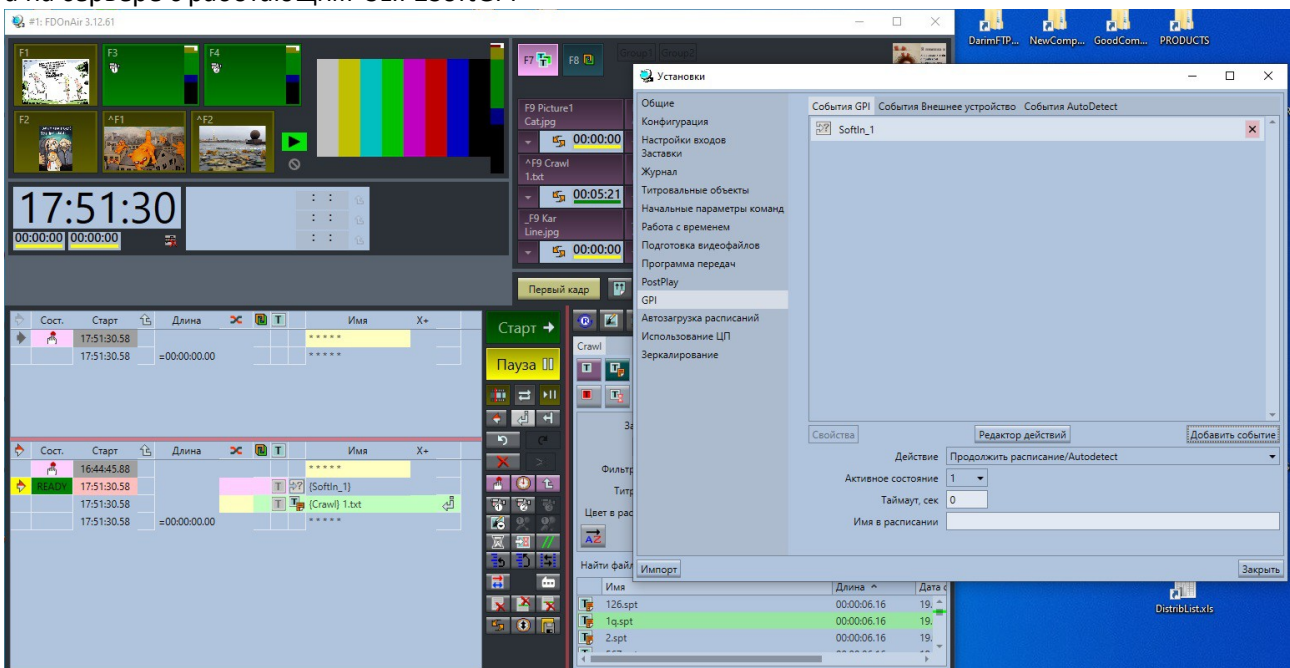 #1: FDOnAir 3.12.61
DarimFTP... NewComp... GoodCom... PRODUCTS
F1 F3 F4
F7 F8 Group1 Group2
F2 ^F1 ^F2
F9 Picture1
Cat.jpg
00:00:00
^F9 Crawl
1.txt
00:05:21
_F9 Kar
Line.jpg
00:00:00
17:51:30
00:00:00 00:00:00
Первый кадр
Установки
Общие
Конфигурация
Настройки входов
Заставки
Журнал
Титровальные объекты
Начальные параметры команд
Работа с временем
Подготовка видеофайлов
Программа передач
PostPlay
GPI
Автозагрузка расписаний
Использование ЦП
Зеркалирование
События GPI События Внешнее устройство События AutoDetect
SoftIn_1
Свойства Редактор действий Добавить событие
Действие Продолжить расписание/Autodetect
Активное состояние 1
Таймаут, сек 0
Имя в расписании
Импорт Закрыть
Сост. Старт Длина T Имя X+
17:51:30.58 * * * * *
17:51:30.58 =00:00:00.00 * * * * *
Старт
Пауза
Crawl
Сост. Старт Длина T Имя X+
16:44:45.88 * * * * *
READY 17:51:30.58 T {SoftIn_1}
17:51:30.58 T {Crawl} 1.txt
17:51:30.58 =00:00:00.00 * * * * *
Найти файл
Имя Длина Дата
126.spt 00:00:06.16 19.
1q.spt 00:00:06.16 19.
2.spt 00:00:06.16 19.
DistribList.xls